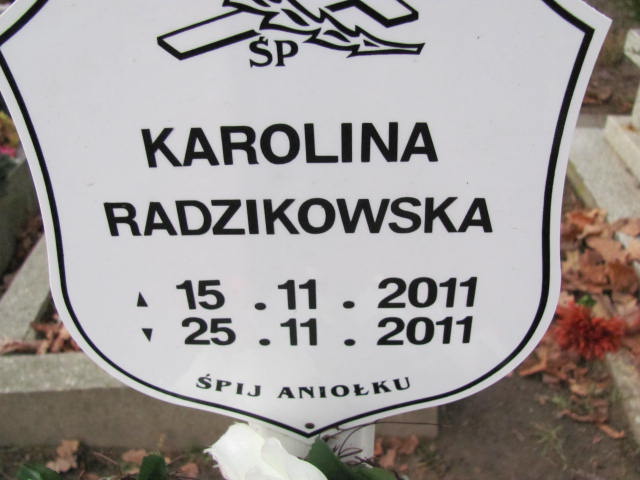 ŚP
KAROLINA
RADZIKOWSKA
▲ 15 . 11 . 2011
▼ 25 . 11 . 2011
ŚPIJ ANIOŁKU